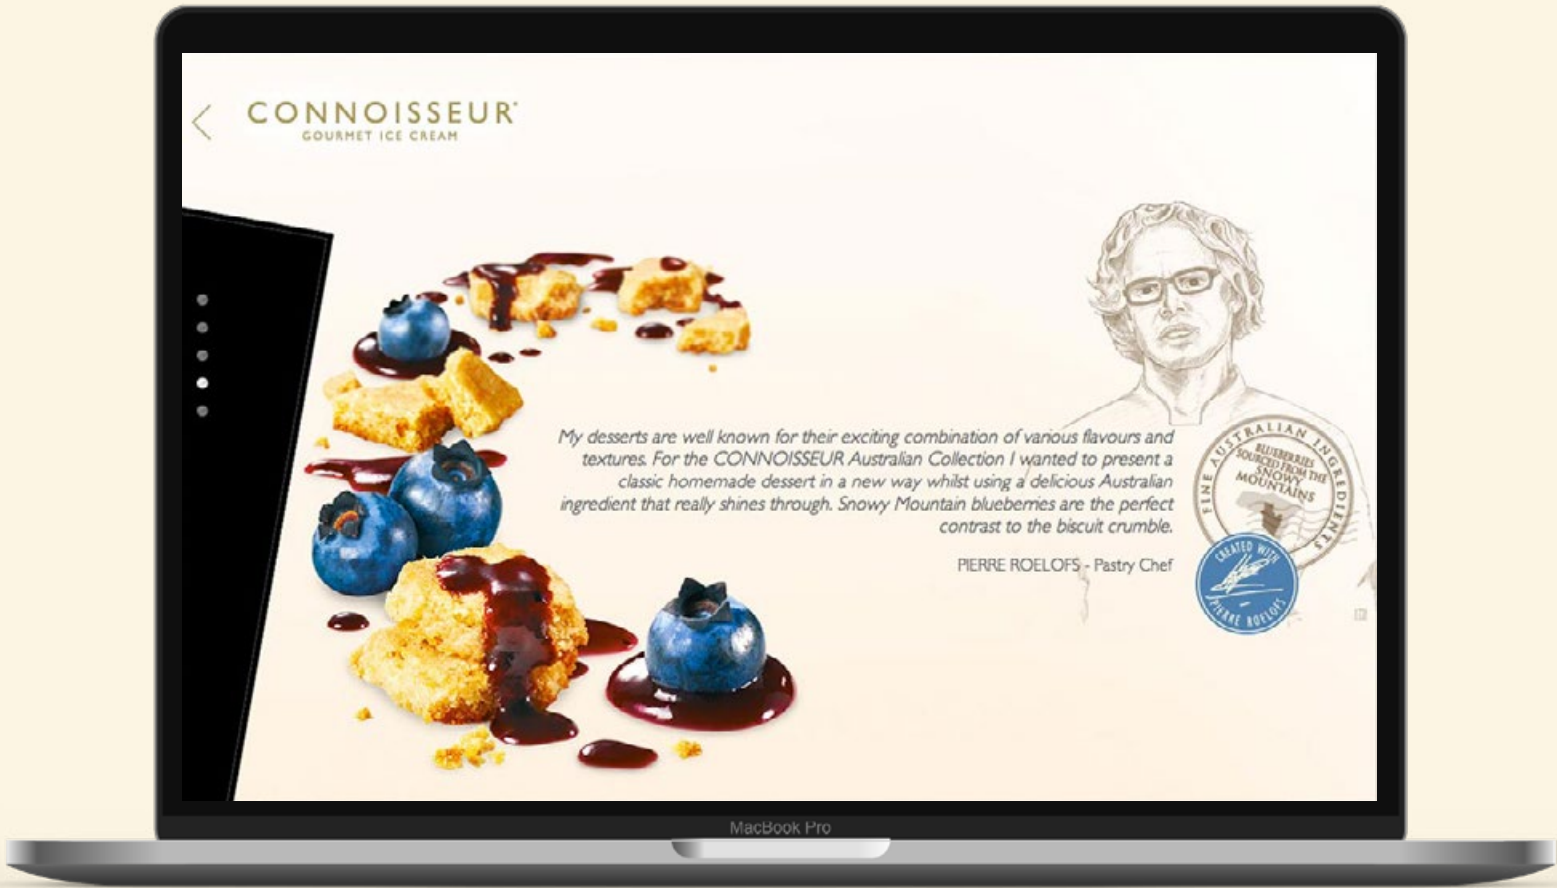 CONNOISSEUR
GOURMET ICE CREAM
My desserts are well known for their exciting combination of various flavours and
textures. For the CONNOISSEUR Australian Collection I wanted to present a
classic homemade dessert in a new way whilst using a delicious Australian
ingredient that really shines through. Snowy Mountain blueberries are the perfect
contrast to the biscuit crumble.
PIERRE ROELOFS - Pastry Chef
FINE AUSTRALIAN INGREDIENTS
BLUEBERRIES
SOURCED FROM THE
SNOWY
MOUNTAINS
CREATED WITH
PIERRE ROELOFS
MacBook Pro